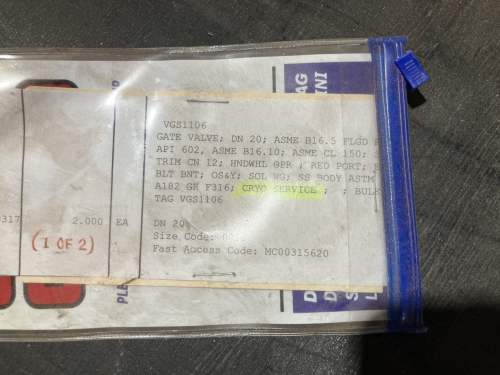 VGS1106
GATE VALVE; DN 20; ASME B16.5 FLGD
API 602, ASME B16.10; ASME CL 150;
TRIM CN 12; HNDWHL OPR ; RED PORT;
BLT BNT; OS&Y; SOL WG; SS BODY ASTM
A182 GR F316; CRYO SERVICE ; ; BULK
TAG VGS1106
0317 2.000 EA DN 20
(1 OF 2) Size Code:
Fast Access Code: MC00315620